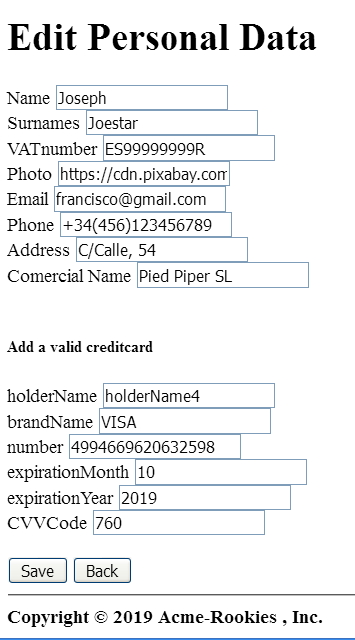 Edit Personal Data
Name Joseph
Surnames Joestar
VATnumber ES99999999R
Photo https://cdn.pixabay.com
Email francisco@gmail.com
Phone +34(456)123456789
Address C/Calle, 54
Comercial Name Pied Piper SL
Add a valid creditcard
holderName holderName4
brandName VISA
number 4994669620632598
expirationMonth 10
expirationYear 2019
CVVCode 760
Save Back
Copyright © 2019 Acme-Rookies , Inc.